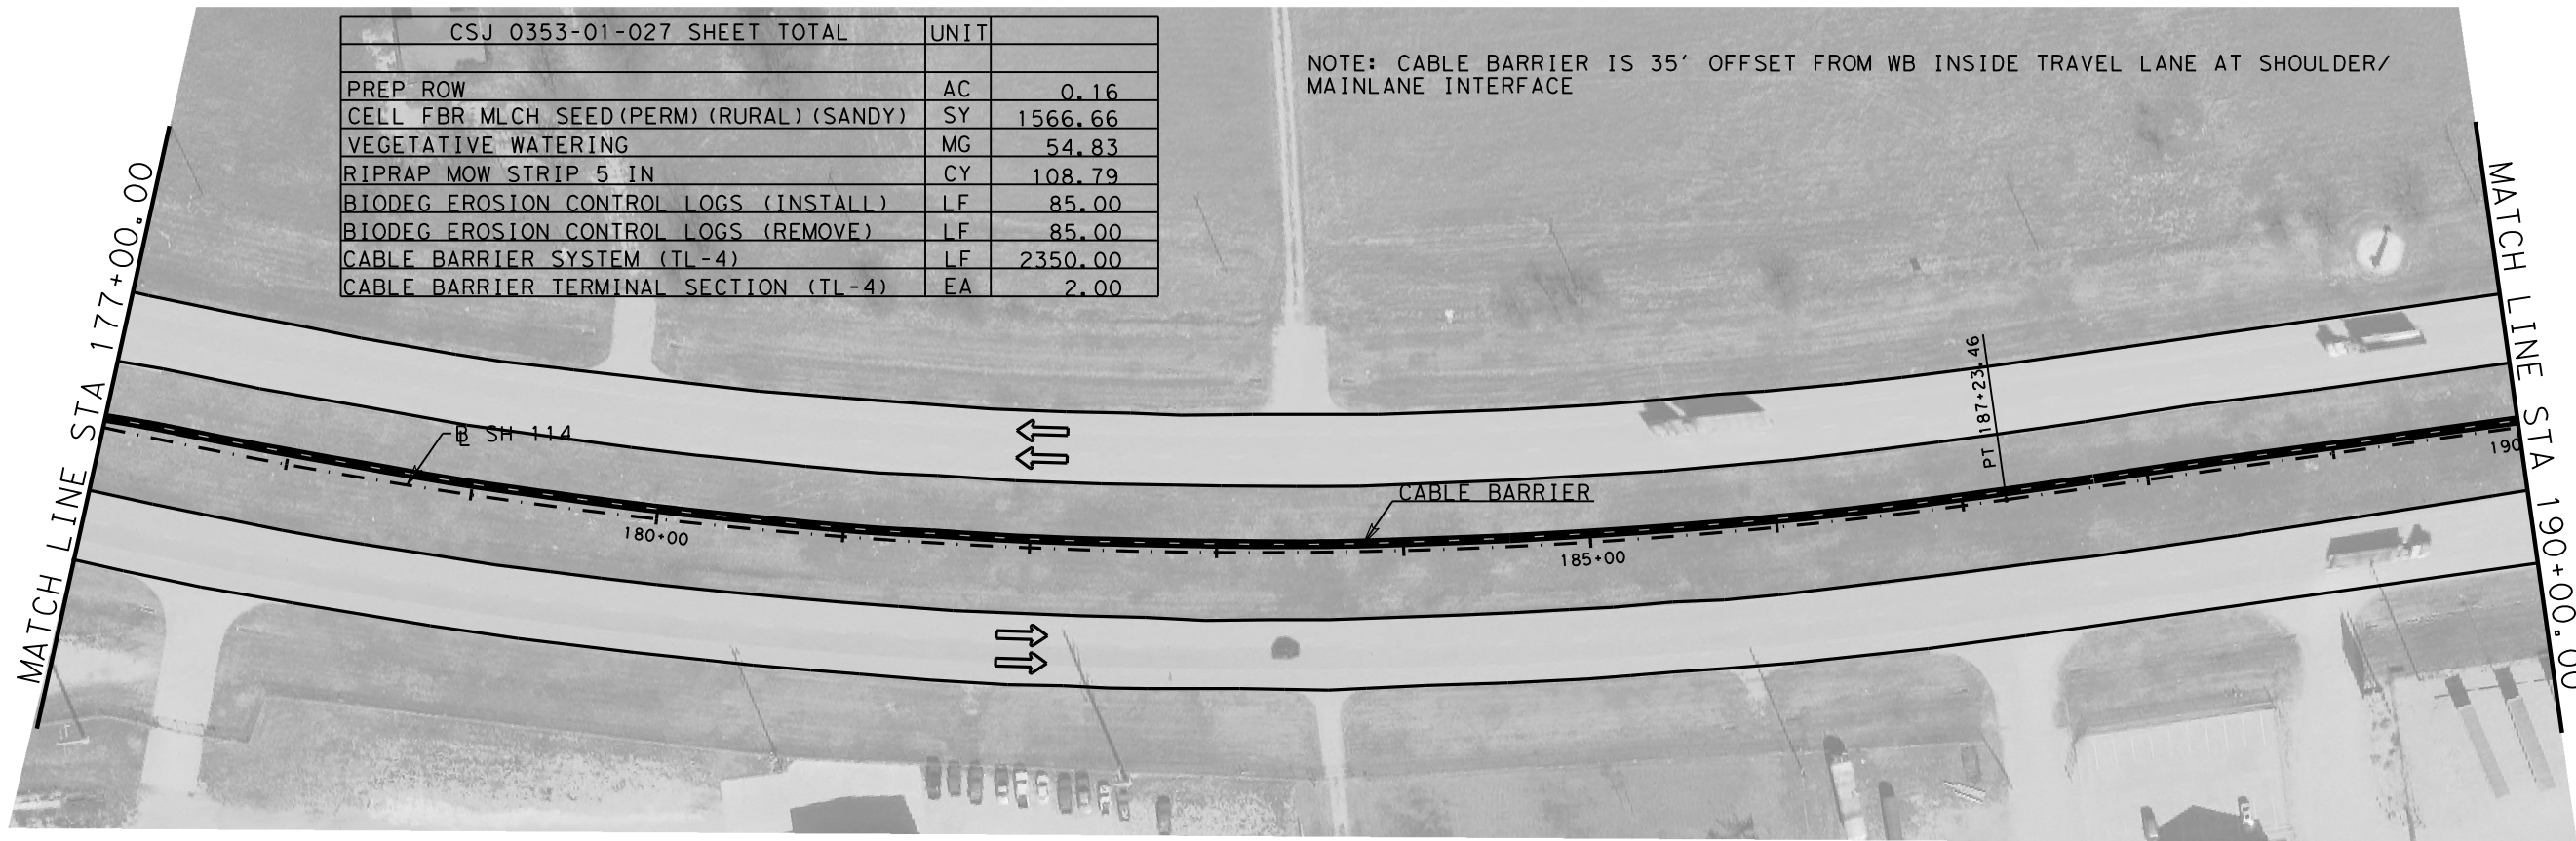 CSJ 0353-01-027 SHEET TOTAL UNIT
PREP ROW AC 0.16
CELL FBR MLCH SEED(PERM)(RURAL)(SANDY) SY 1566.66
VEGETATIVE WATERING MG 54.83
RIPRAP MOW STRIP 5 IN CY 108.79
BIODEG EROSION CONTROL LOGS (INSTALL) LF 85.00
BIODEG EROSION CONTROL LOGS (REMOVE) LF 85.00
CABLE BARRIER SYSTEM (TL-4) LF 2350.00
CABLE BARRIER TERMINAL SECTION (TL-4) EA 2.00
NOTE: CABLE BARRIER IS 35' OFFSET FROM WB INSIDE TRAVEL LANE AT SHOULDER/
MAINLANE INTERFACE
MATCH LINE STA 177+00.00
℄ SH 114
180+00
CABLE BARRIER
185+00
PT 187+23.46
190
MATCH LINE STA 190+00.00